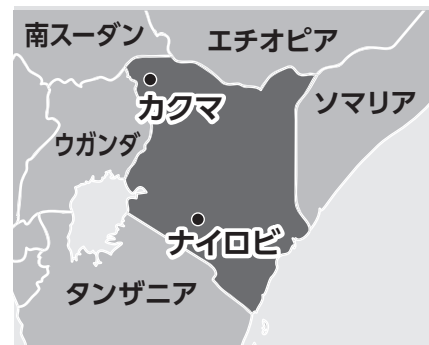 南スーダン
エチオピア
カクマ
ソマリア
ウガンダ
ナイロビ
タンザニア